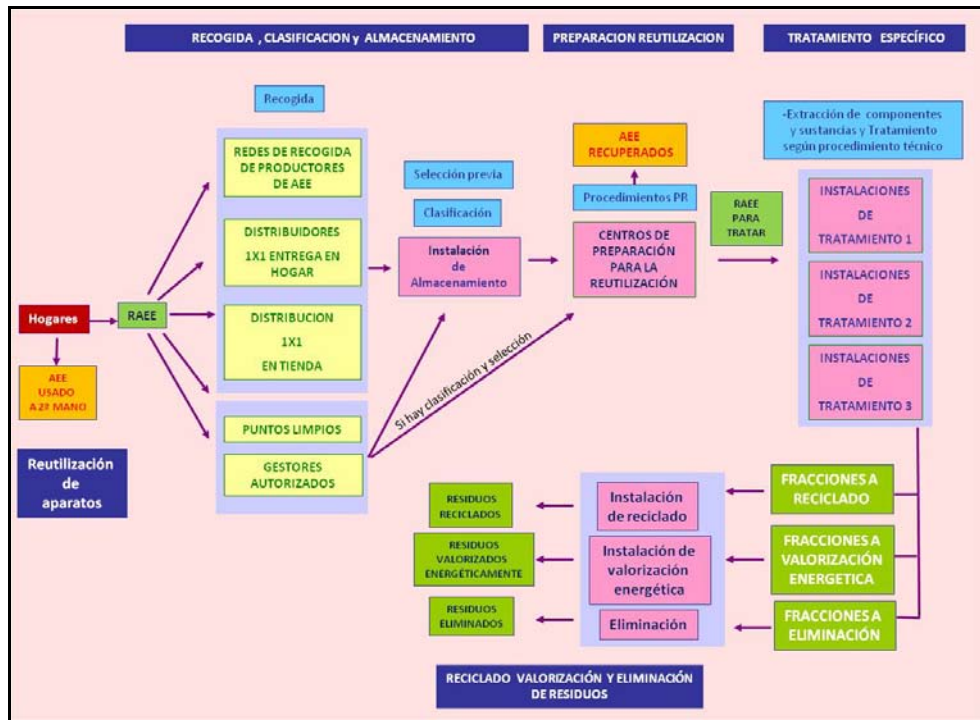 RECOGIDA , CLASIFICACION y ALMACENAMIENTO
PREPARACION REUTILIZACION
TRATAMIENTO ESPECÍFICO
Recogida
REDES DE RECOGIDA
DE PRODUCTORES
DE AEE
DISTRIBUIDORES
1X1 ENTREGA EN
HOGAR
DISTRIBUCION
1X1
EN TIENDA
PUNTOS LIMPIOS
GESTORES
AUTORIZADOS
Hogares
RAEE
AEE
USADO
A 2ª MANO
Reutilización
de
aparatos
Selección previa
Clasificación
Instalación
de
Almacenamiento
Si hay clasificación y selección
AEE
RECUPERADOS
Procedimientos PR
CENTROS DE
PREPARACIÓN
PARA LA
REUTILIZACIÓN
RAEE
PARA
TRATAR
-Extracción de componentes
y sustancias y Tratamiento
según procedimiento técnico
INSTALACIONES
DE
TRATAMIENTO 1
INSTALACIONES
DE
TRATAMIENTO 2
INSTALACIONES
DE
TRATAMIENTO 3
FRACCIONES A
RECICLADO
FRACCIONES A
VALORIZACIÓN
ENERGETICA
FRACCIONES A
ELIMINACIÓN
Instalación
de reciclado
Instalación de
valorización
energética
Eliminación
RESIDUOS
RECICLADOS
RESIDUOS
VALORIZADOS
ENERGÉTICAMENTE
RESIDUOS
ELIMINADOS
RECICLADO VALORIZACIÓN Y ELIMINACIÓN
DE RESIDUOS